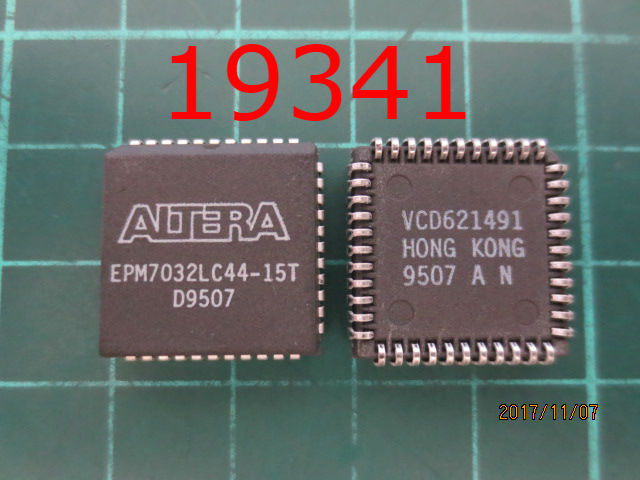 19341
ALTERA
EPM7032LC44-15T
D9507
VCD621491
HONG KONG
9507 A N
2017/11/07